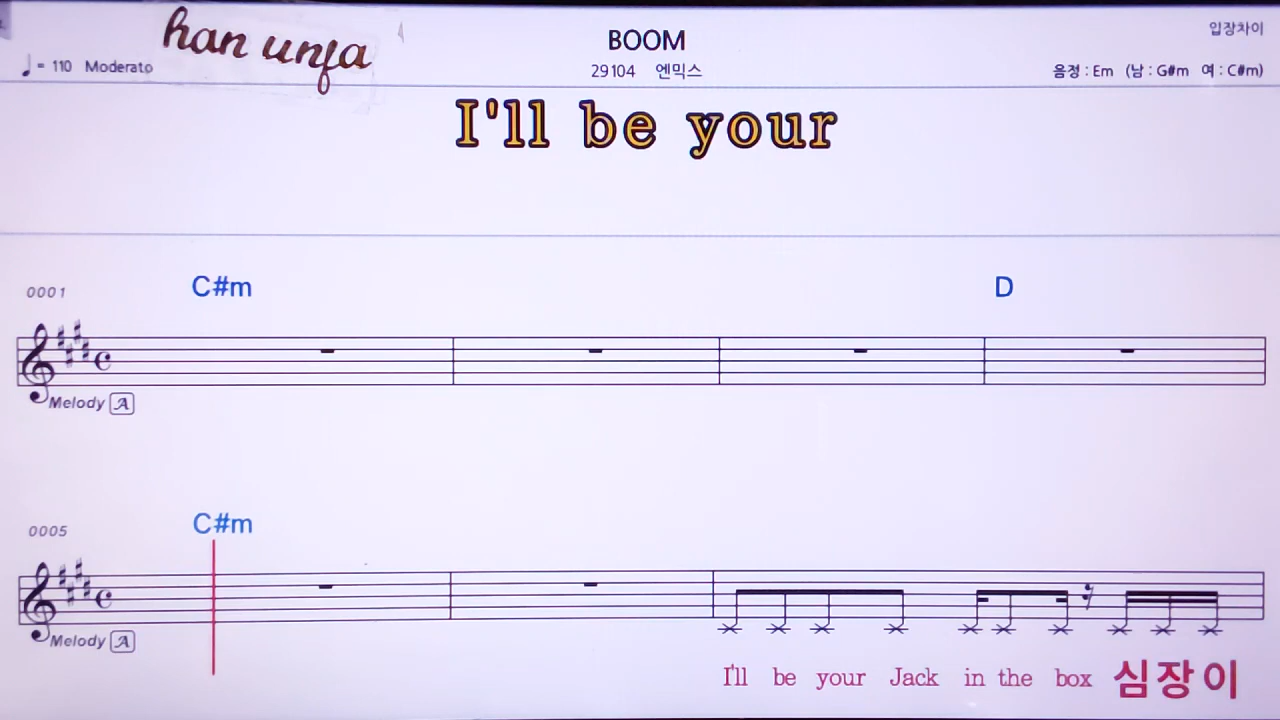 han unfa
BOOM
입장차이
♩= 110 Moderato
29104 엔믹스
음정 : Em (남 : G#m 여 : C#m)
I'll be your
0001
C#m
D
Melody A
0005
C#m
Melody A
I'll be your Jack in the box 심장이